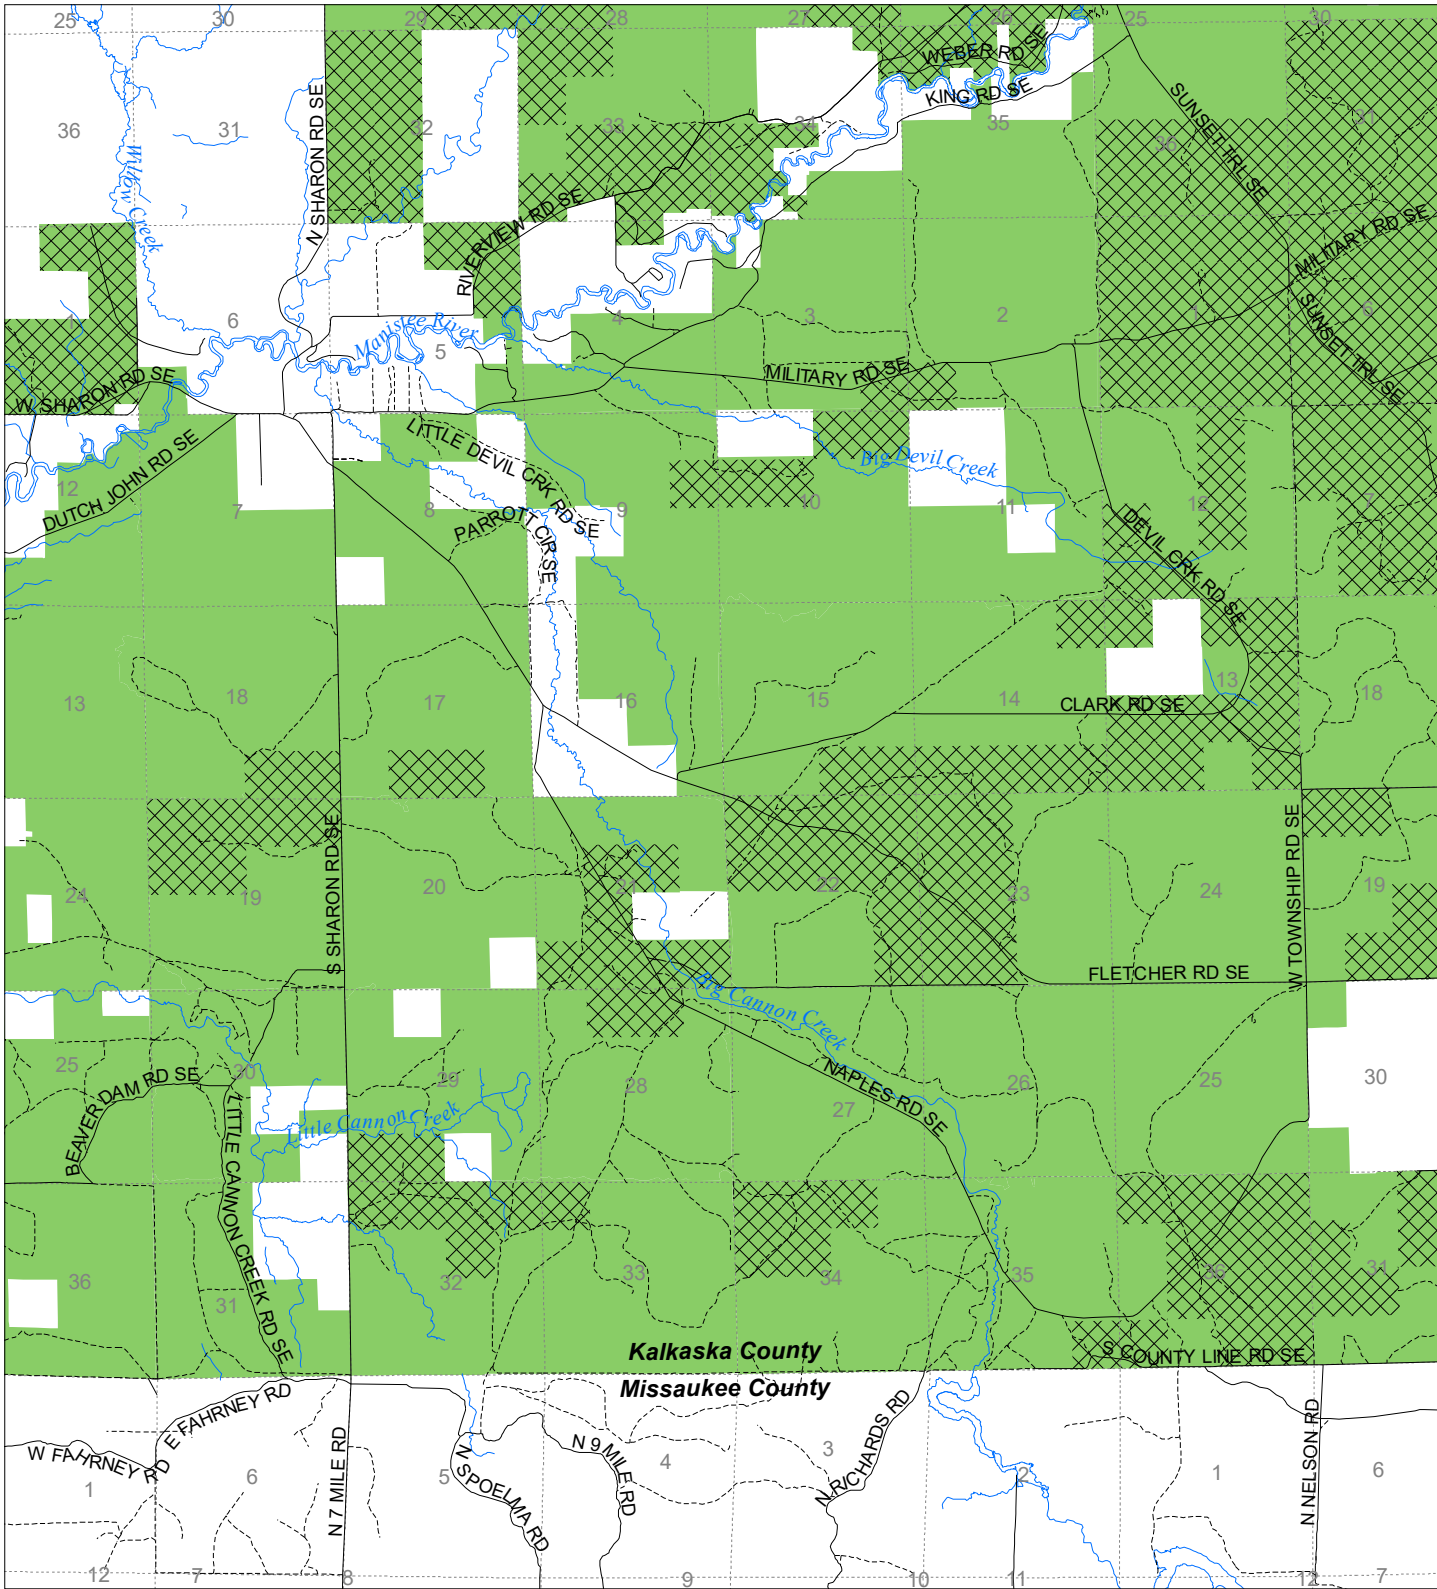 25
30
29
28
27
26
25
30
WEBER RD SE
KING RD SE
36
31
N SHARON RD SE
32
33
34
35
36
SUNSET TRL SE
31
Willow Creek
RIVERVIEW RD SE
MILITARY RD SE
1
6
Manistee River
5
4
3
2
1
6
SUNSET TRL SE
W SHARON RD SE
MILITARY RD SE
DUTCH JOHN RD SE
LITTLE DEVIL CRK RD SE
Big Devil Creek
12
7
8
PARROTT CIR SE
9
10
11
12
7
DEVIL CRK RD SE
13
18
17
16
15
14
13
18
CLARK RD SE
S SHARON RD SE
W TOWNSHIP RD SE
24
19
20
21
22
23
24
19
FLETCHER RD SE
Big Cannon Creek
25
30
29
28
27
26
25
30
BEAVER DAM RD SE
NAPLES RD SE
Little Cannon Creek
LITTLE CANNON CREEK RD SE
36
31
32
33
34
35
36
31
Kalkaska County
S COUNTY LINE RD SE
Missaukee County
E FAHRNEY RD
W FAHRNEY RD
N 7 MILE RD
N SPOELMA RD
N 9 MILE RD
N RICHARDS RD
N NELSON RD
1
6
5
4
3
2
1
6
12
7
8
9
10
11
12
7